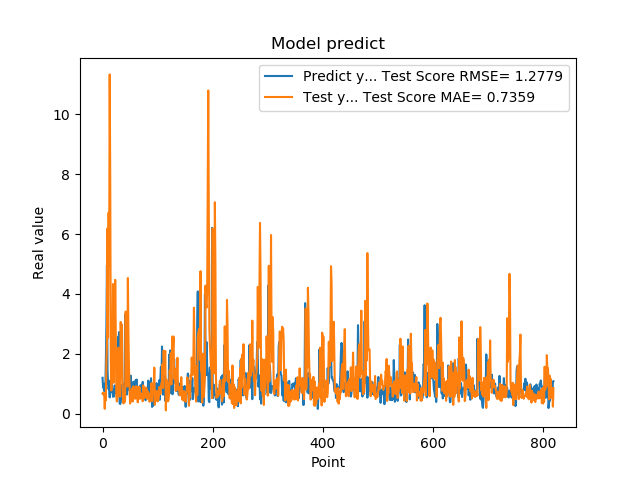 Model predict
Predict y... Test Score RMSE= 1.2779
Test y... Test Score MAE= 0.7359
10
8
6
4
2
0
Real value
0 200 400 600 800
Point